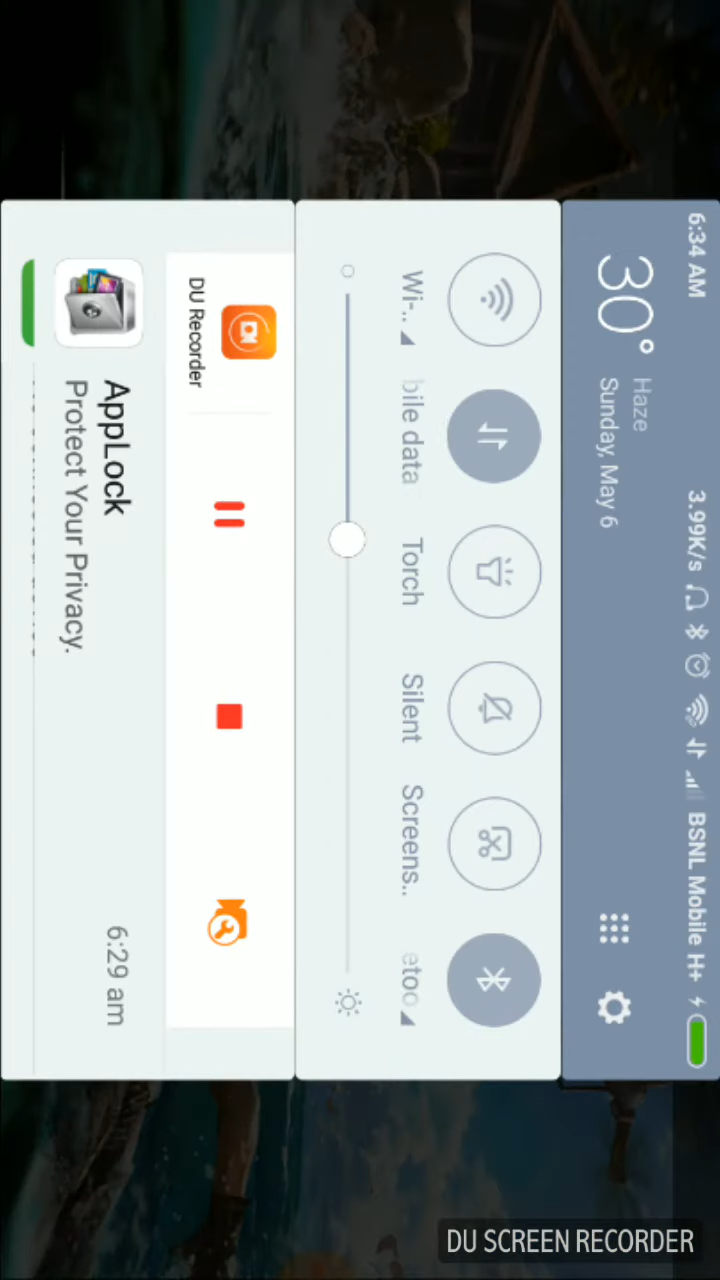 6:34 AM 3.99K/s BSNL Mobile H+
30°
Haze
Sunday, May 6
Wi-.. bile data Torch Silent Screens.. etoo
DU Recorder
AppLock 6:29 am
Protect Your Privacy.
DU SCREEN RECORDER